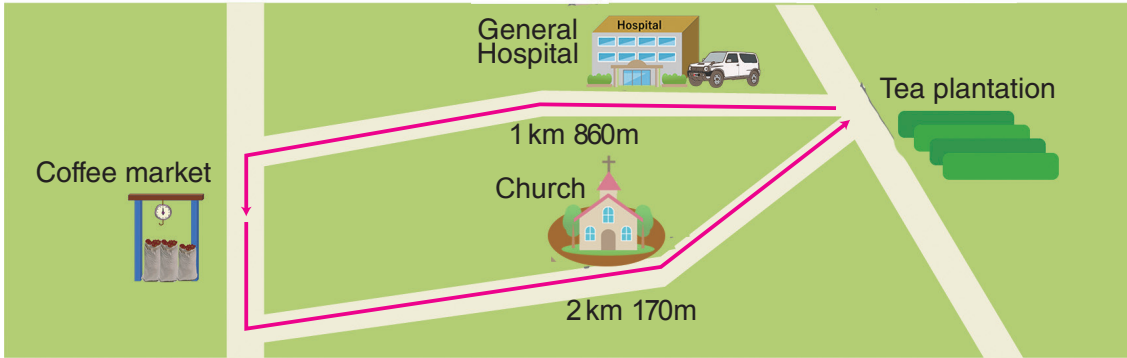 General
Hospital
Hospital
Tea plantation
1 km 860m
Coffee market
Church
2 km 170m